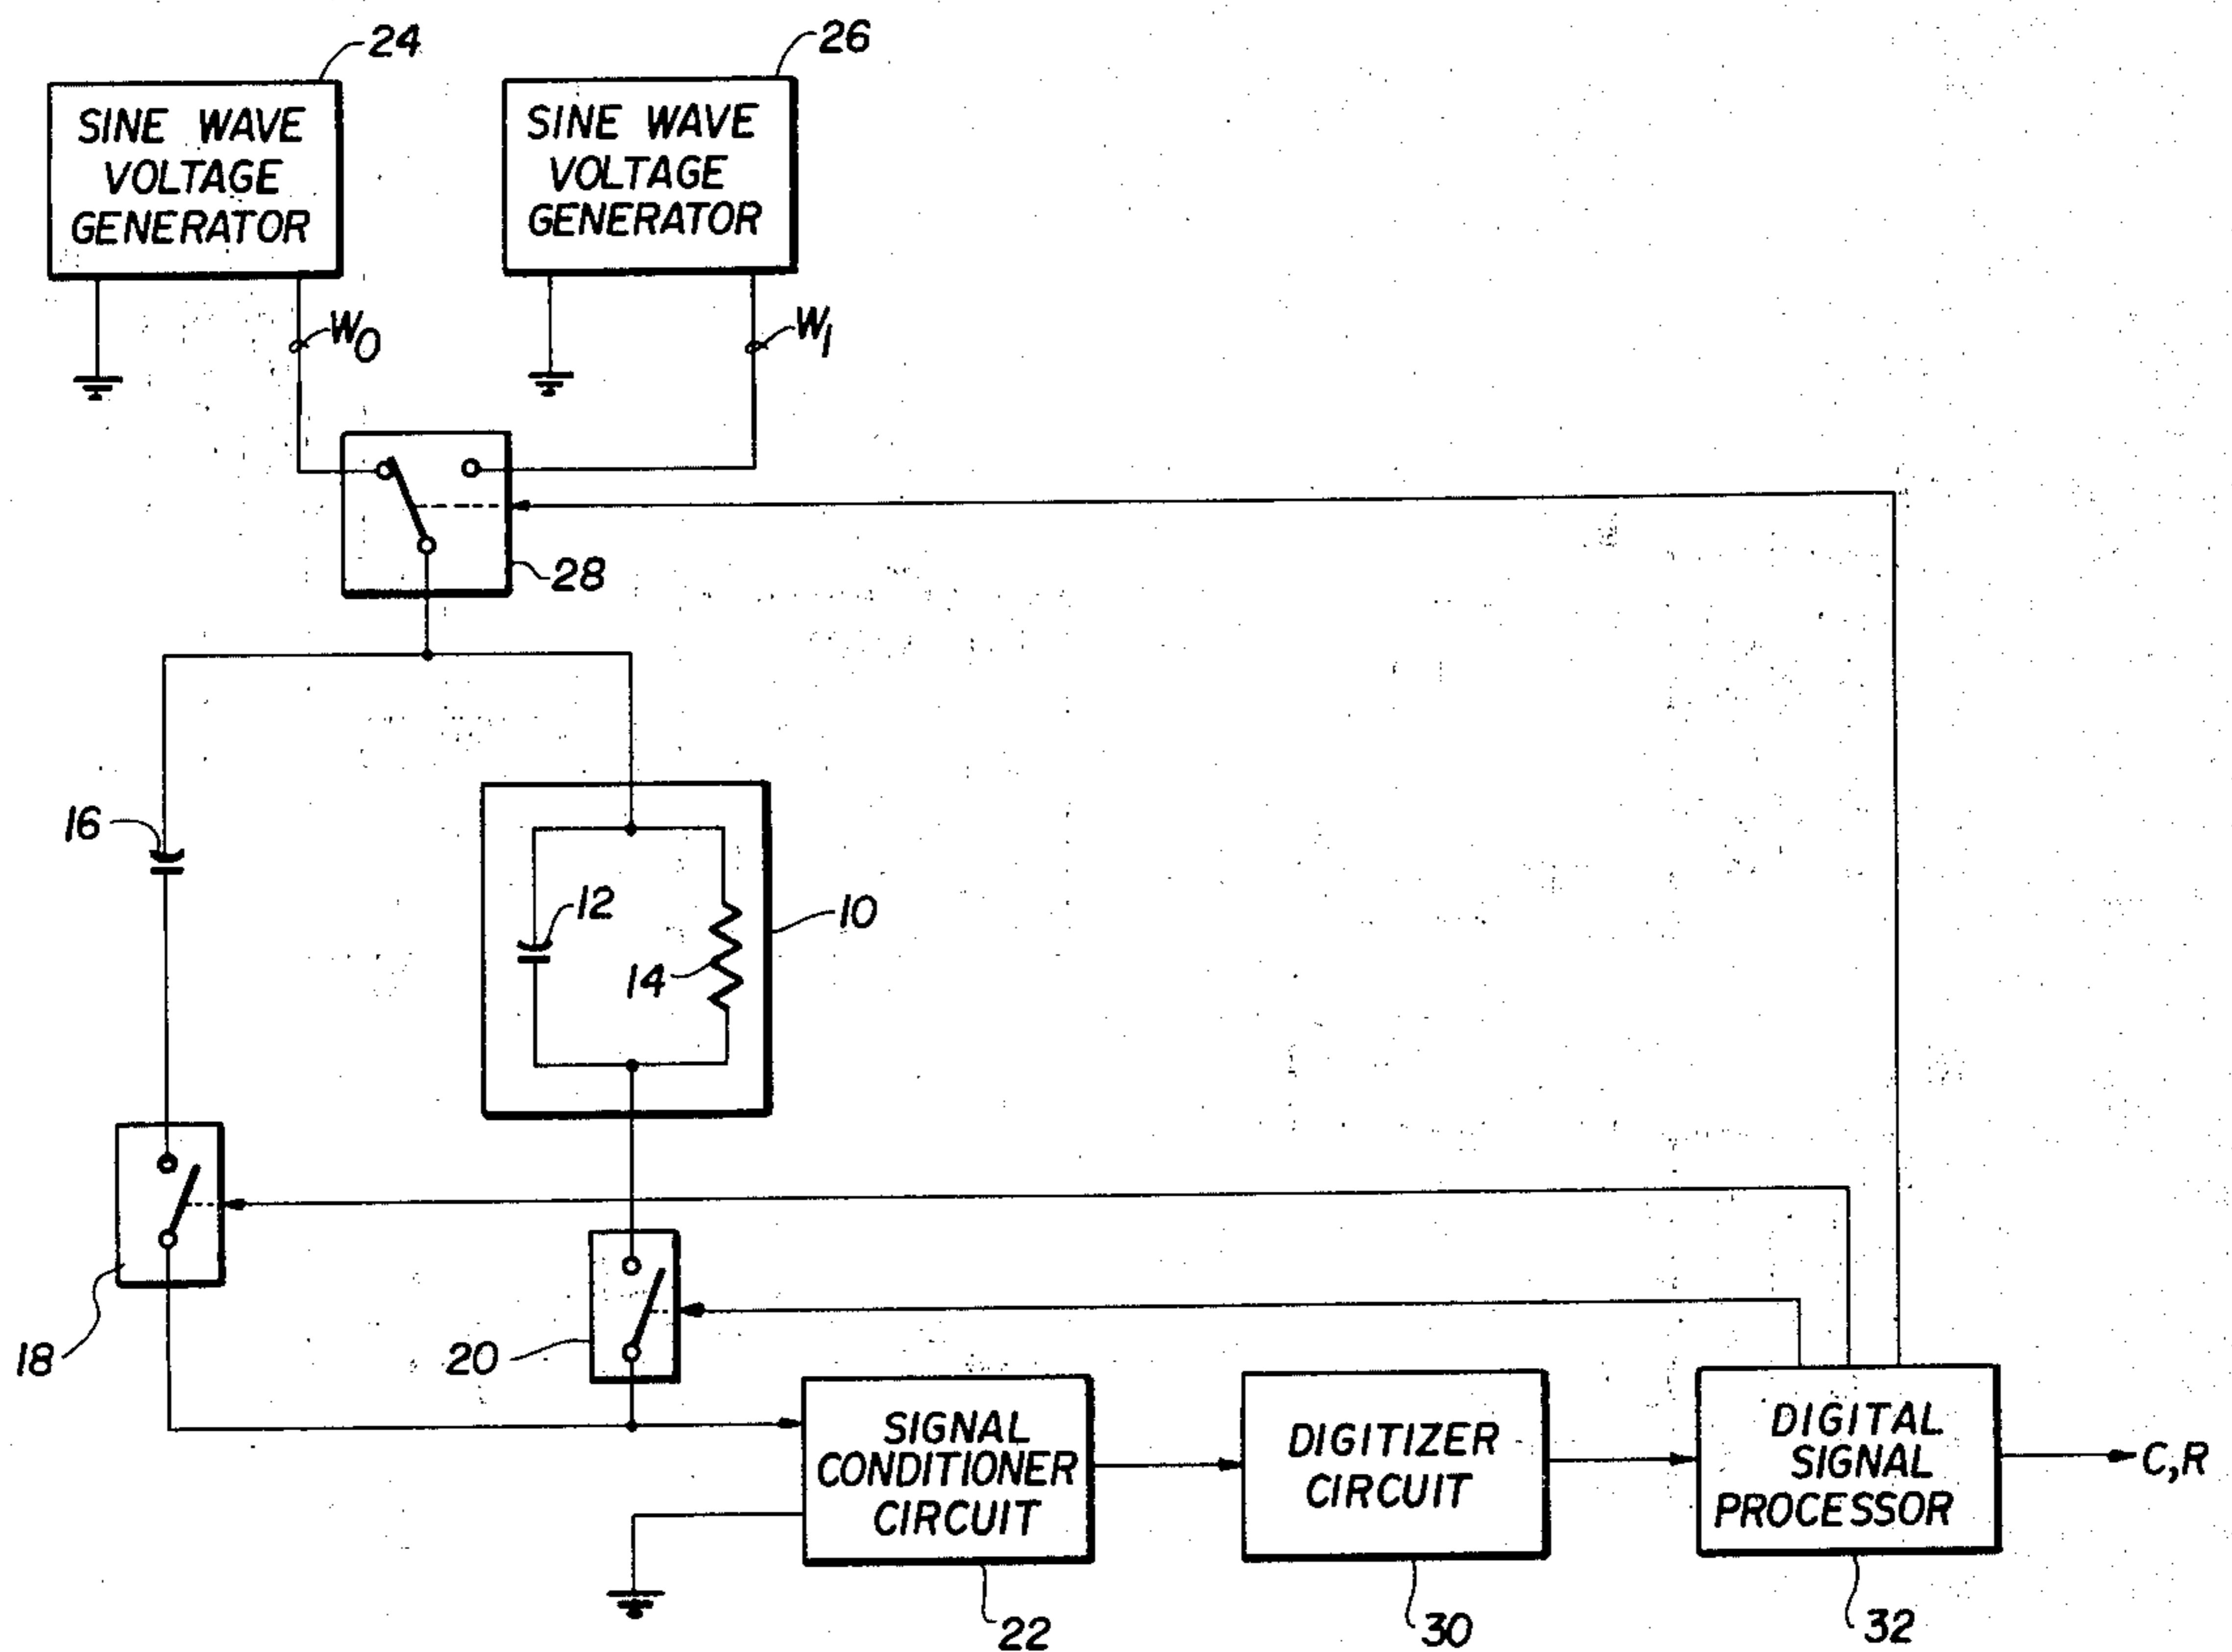 24
26
SINE WAVE
VOLTAGE
GENERATOR
SINE WAVE
VOLTAGE
GENERATOR
W0
W1
28
16
12
14
10
18
20
SIGNAL
CONDITIONER
CIRCUIT
DIGITIZER
CIRCUIT
DIGITAL
SIGNAL
PROCESSOR
C,R
22
30
32